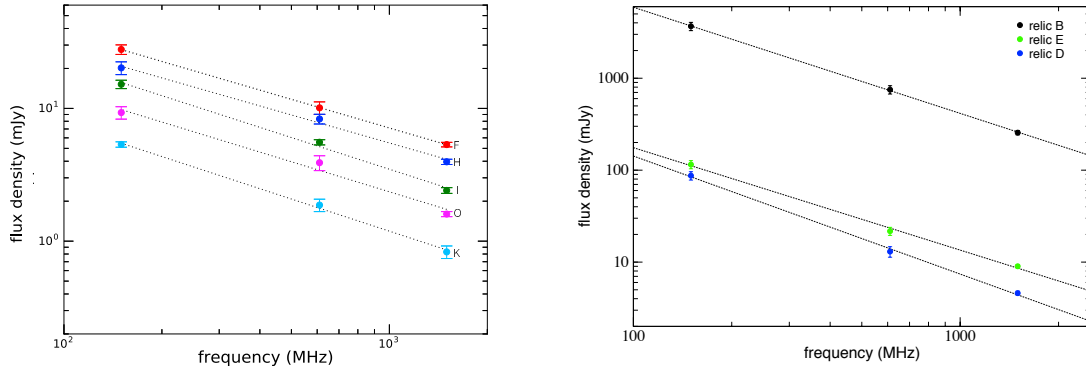 flux density (mJy)
10¹
10⁰
10²
10³
frequency (MHz)
F
H
I
O
K
flux density (mJy)
1000
100
10
100
1000
frequency (MHz)
relic B
relic E
relic D